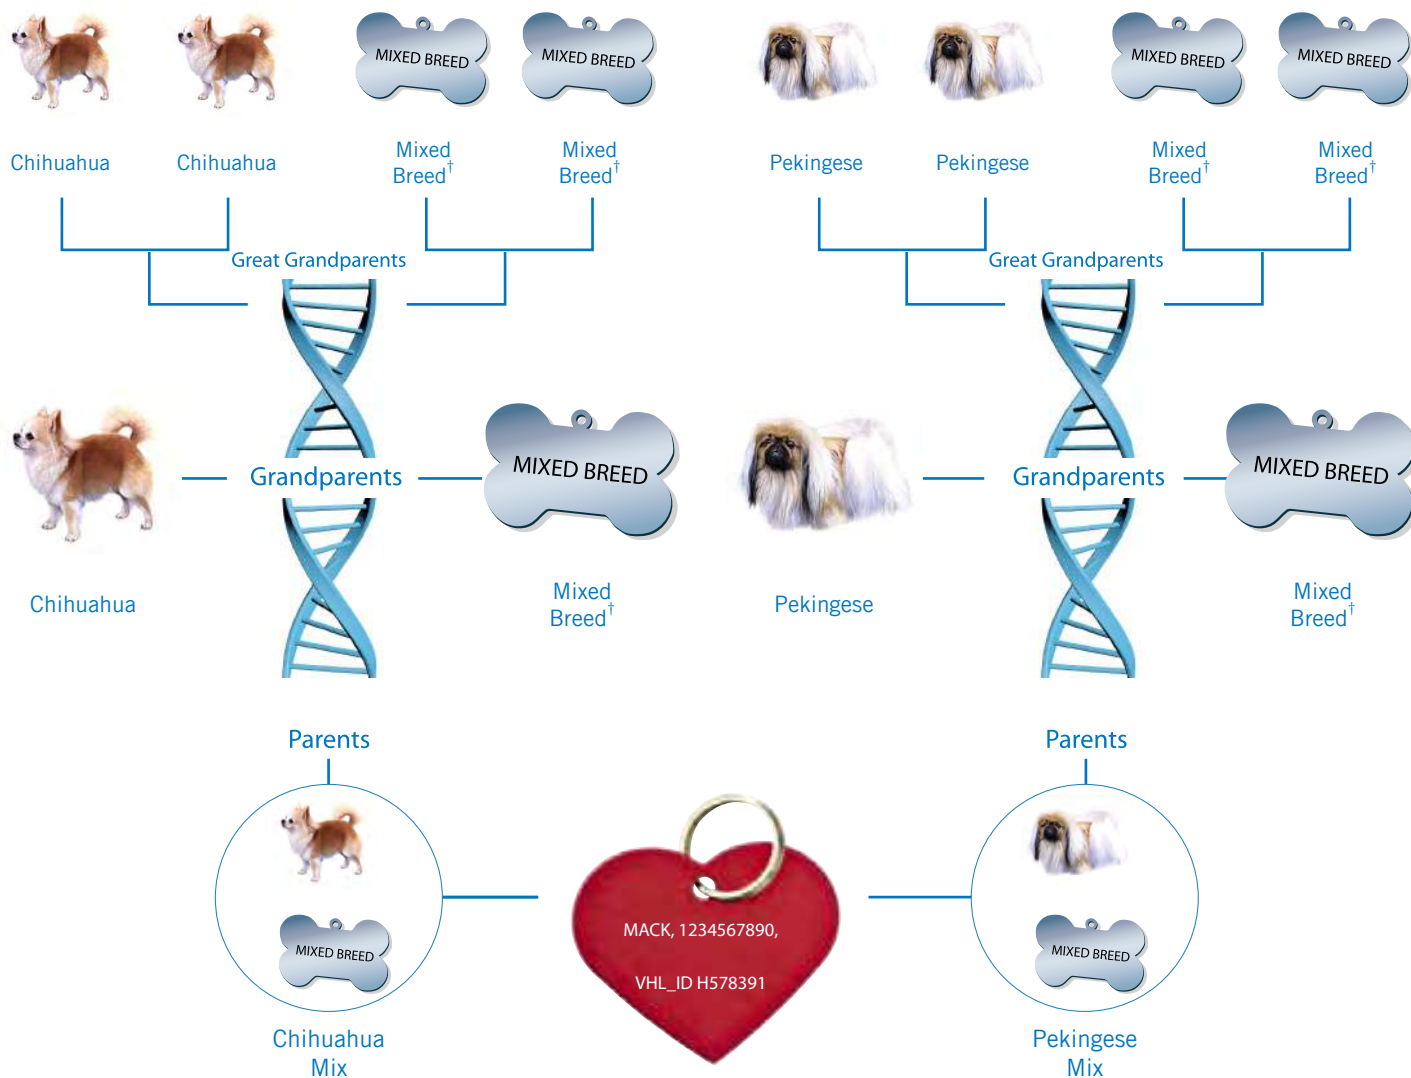 MIXED BREED
MIXED BREED
MIXED BREED
MIXED BREED
Chihuahua
Chihuahua
Mixed
Breed†
Mixed
Breed†
Pekingese
Pekingese
Mixed
Breed†
Mixed
Breed†
Great Grandparents
Great Grandparents
MIXED BREED
MIXED BREED
Grandparents
Grandparents
Chihuahua
Mixed
Breed†
Pekingese
Mixed
Breed†
Parents
Parents
MACK, 1234567890,
VHL_ID H578391
MIXED BREED
MIXED BREED
Chihuahua
Mix
Pekingese
Mix